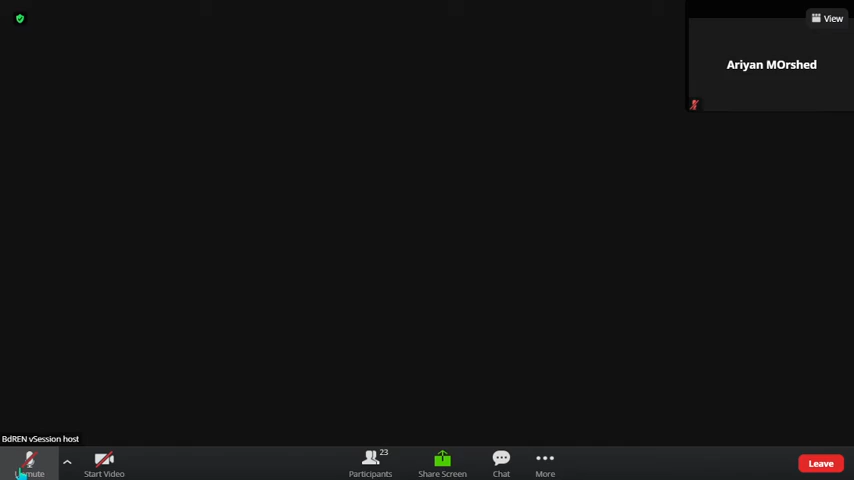 View
Ariyan MOrshed
BdREN vSession host
Start Video
23
Participants
Share Screen
Chat
More
Leave